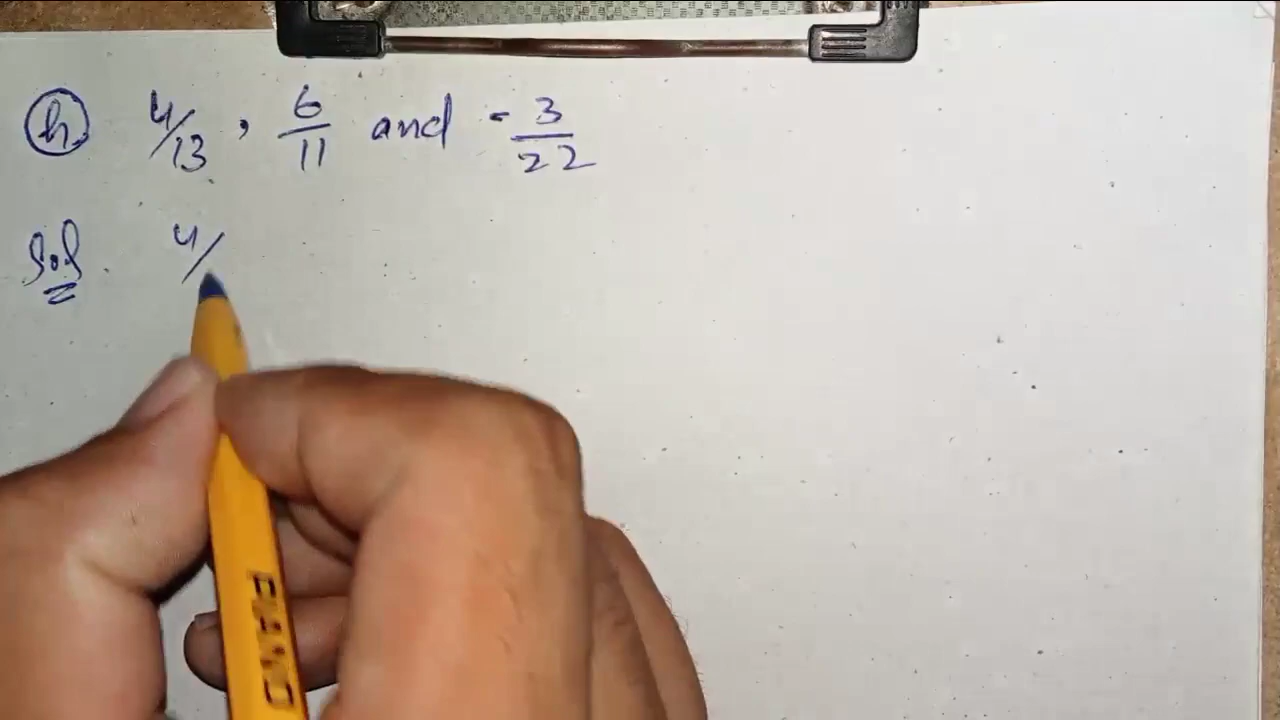 (h) 4/13, 6/11 and -3/22
Sol. 4/